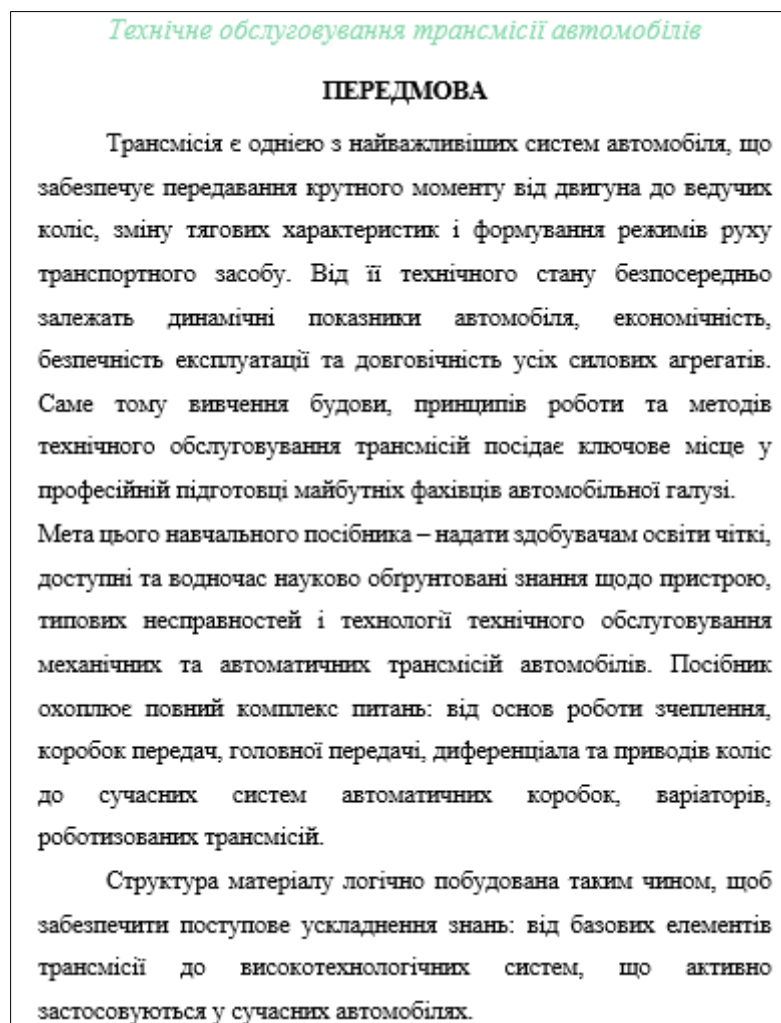 Технічне обслуговування трансмісії автомобілів
ПЕРЕДМОВА
Трансмісія є однією з найважливіших систем автомобіля, що
забезпечує передавання крутного моменту від двигуна до ведучих
коліс, зміну тягових характеристик і формування режимів руху
транспортного засобу. Від її технічного стану безпосередньо
залежать динамічні показники автомобіля, економічність,
безпечність експлуатації та довговічність усіх силових агрегатів.
Саме тому вивчення будови, принципів роботи та методів
технічного обслуговування трансмісій посідає ключове місце у
професійній підготовці майбутніх фахівців автомобільної галузі.
Мета цього навчального посібника – надати здобувачам освіти чіткі,
доступні та водночас науково обґрунтовані знання щодо пристрою,
типових несправностей і технології технічного обслуговування
механічних та автоматичних трансмісій автомобілів. Посібник
охоплює повний комплекс питань: від основ роботи зчеплення,
коробок передач, головної передачі, диференціала та приводів коліс
до сучасних систем автоматичних коробок, варіаторів,
роботизованих трансмісій.
Структура матеріалу логічно побудована таким чином, щоб
забезпечити поступове ускладнення знань: від базових елементів
трансмісії до високотехнологічних систем, що активно
застосовуються у сучасних автомобілях.